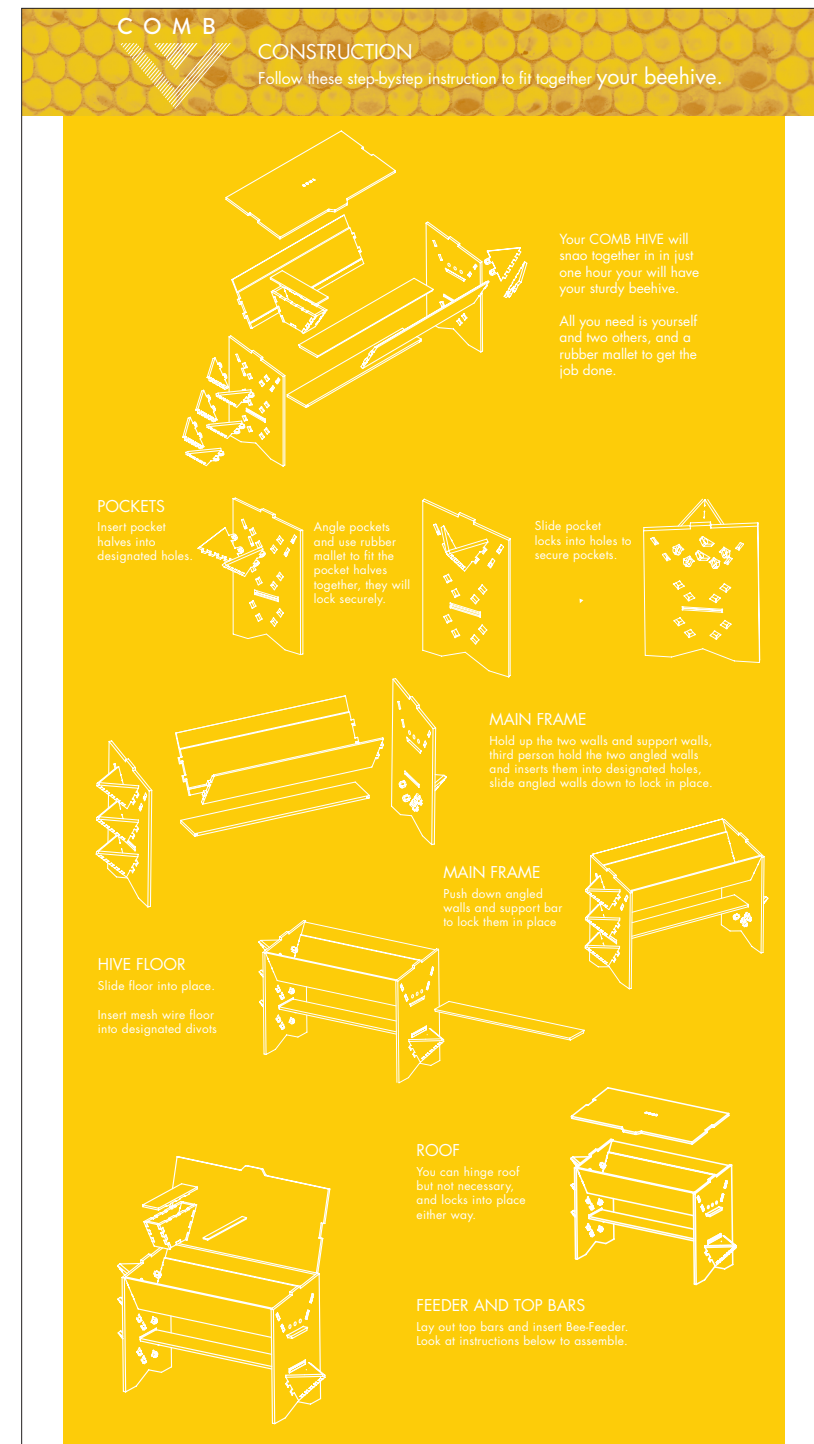 COMB
CONSTRUCTION
Follow these step-bystep instruction to fit together your beehive.
Your COMB HIVE will
snao together in in just
one hour your will have
your sturdy beehive.
All you need is yourself
and two others, and a
rubber mallet to get the
job done.
POCKETS
Insert pocket
halves into
designated holes.
Angle pockets
and use rubber
mallet to fit the
pocket halves
together, they will
lock securely.
Slide pocket
locks into holes to
secure pockets.
MAIN FRAME
Hold up the two walls and support walls,
third person hold the two angled walls
and inserts them into designated holes,
slide angled walls down to lock in place.
MAIN FRAME
Push down angled
walls and support bar
to lock them in place
HIVE FLOOR
Slide floor into place.
Insert mesh wire floor
into designated divots
ROOF
You can hinge roof
but not necessary,
and locks into place
either way.
FEEDER AND TOP BARS
Lay out top bars and insert Bee-Feeder.
Look at instructions below to assemble.